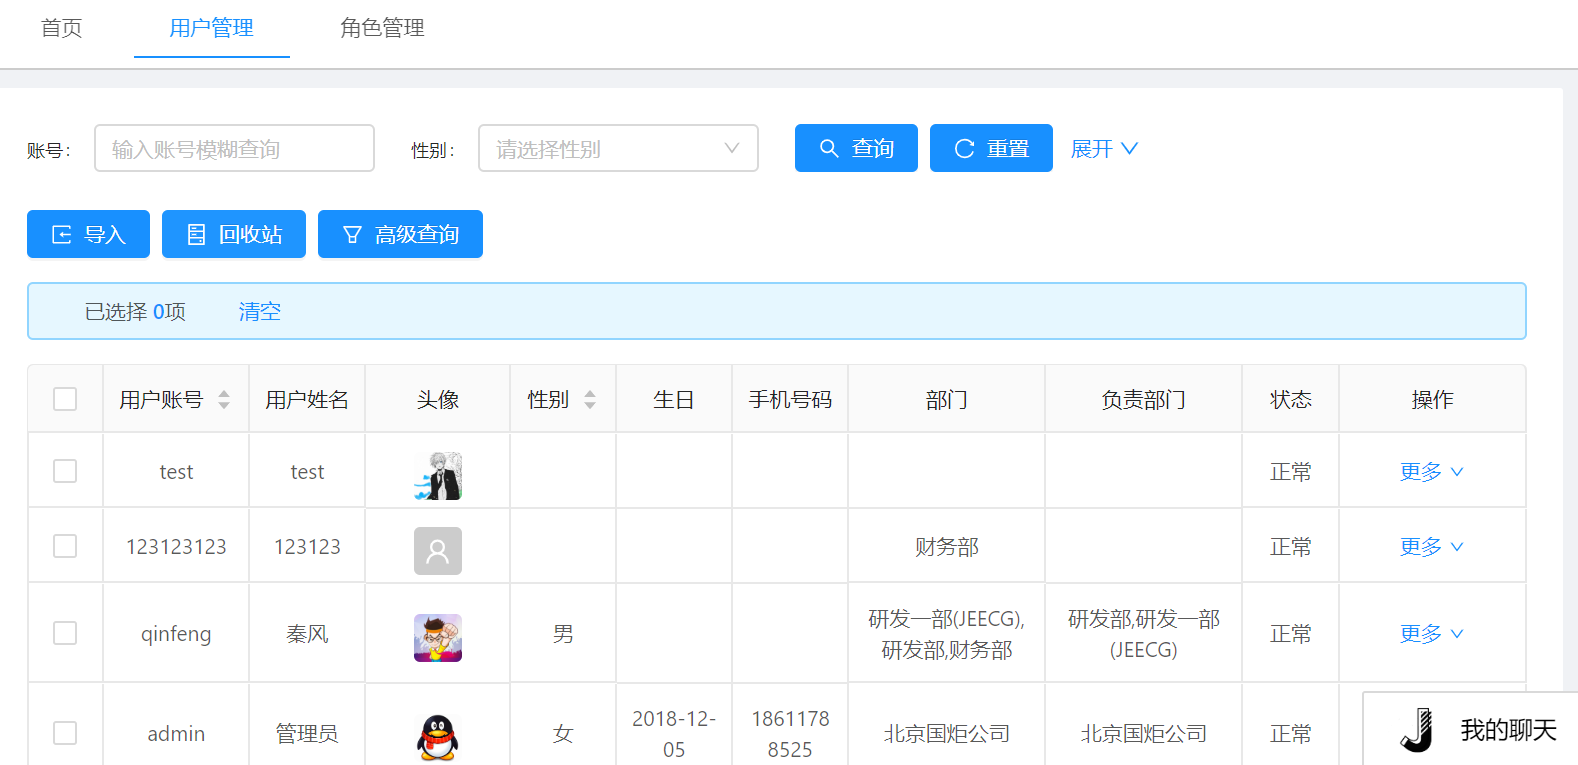 首页 用户管理 角色管理
账号: 输入账号模糊查询 性别: 请选择性别 查询 重置 展开
导入 回收站 高级查询
已选择 0项 清空
用户账号 用户姓名 头像 性别 生日 手机号码 部门 负责部门 状态 操作
test test 正常 更多
123123123 123123 财务部 正常 更多
qinfeng 秦风 男 研发一部(JEECG), 研发部,研发一部 正常 更多
研发部,财务部 (JEECG)
admin 管理员 女 2018-12- 1861178 北京国炬公司 北京国炬公司 正常
05 8525
我的聊天